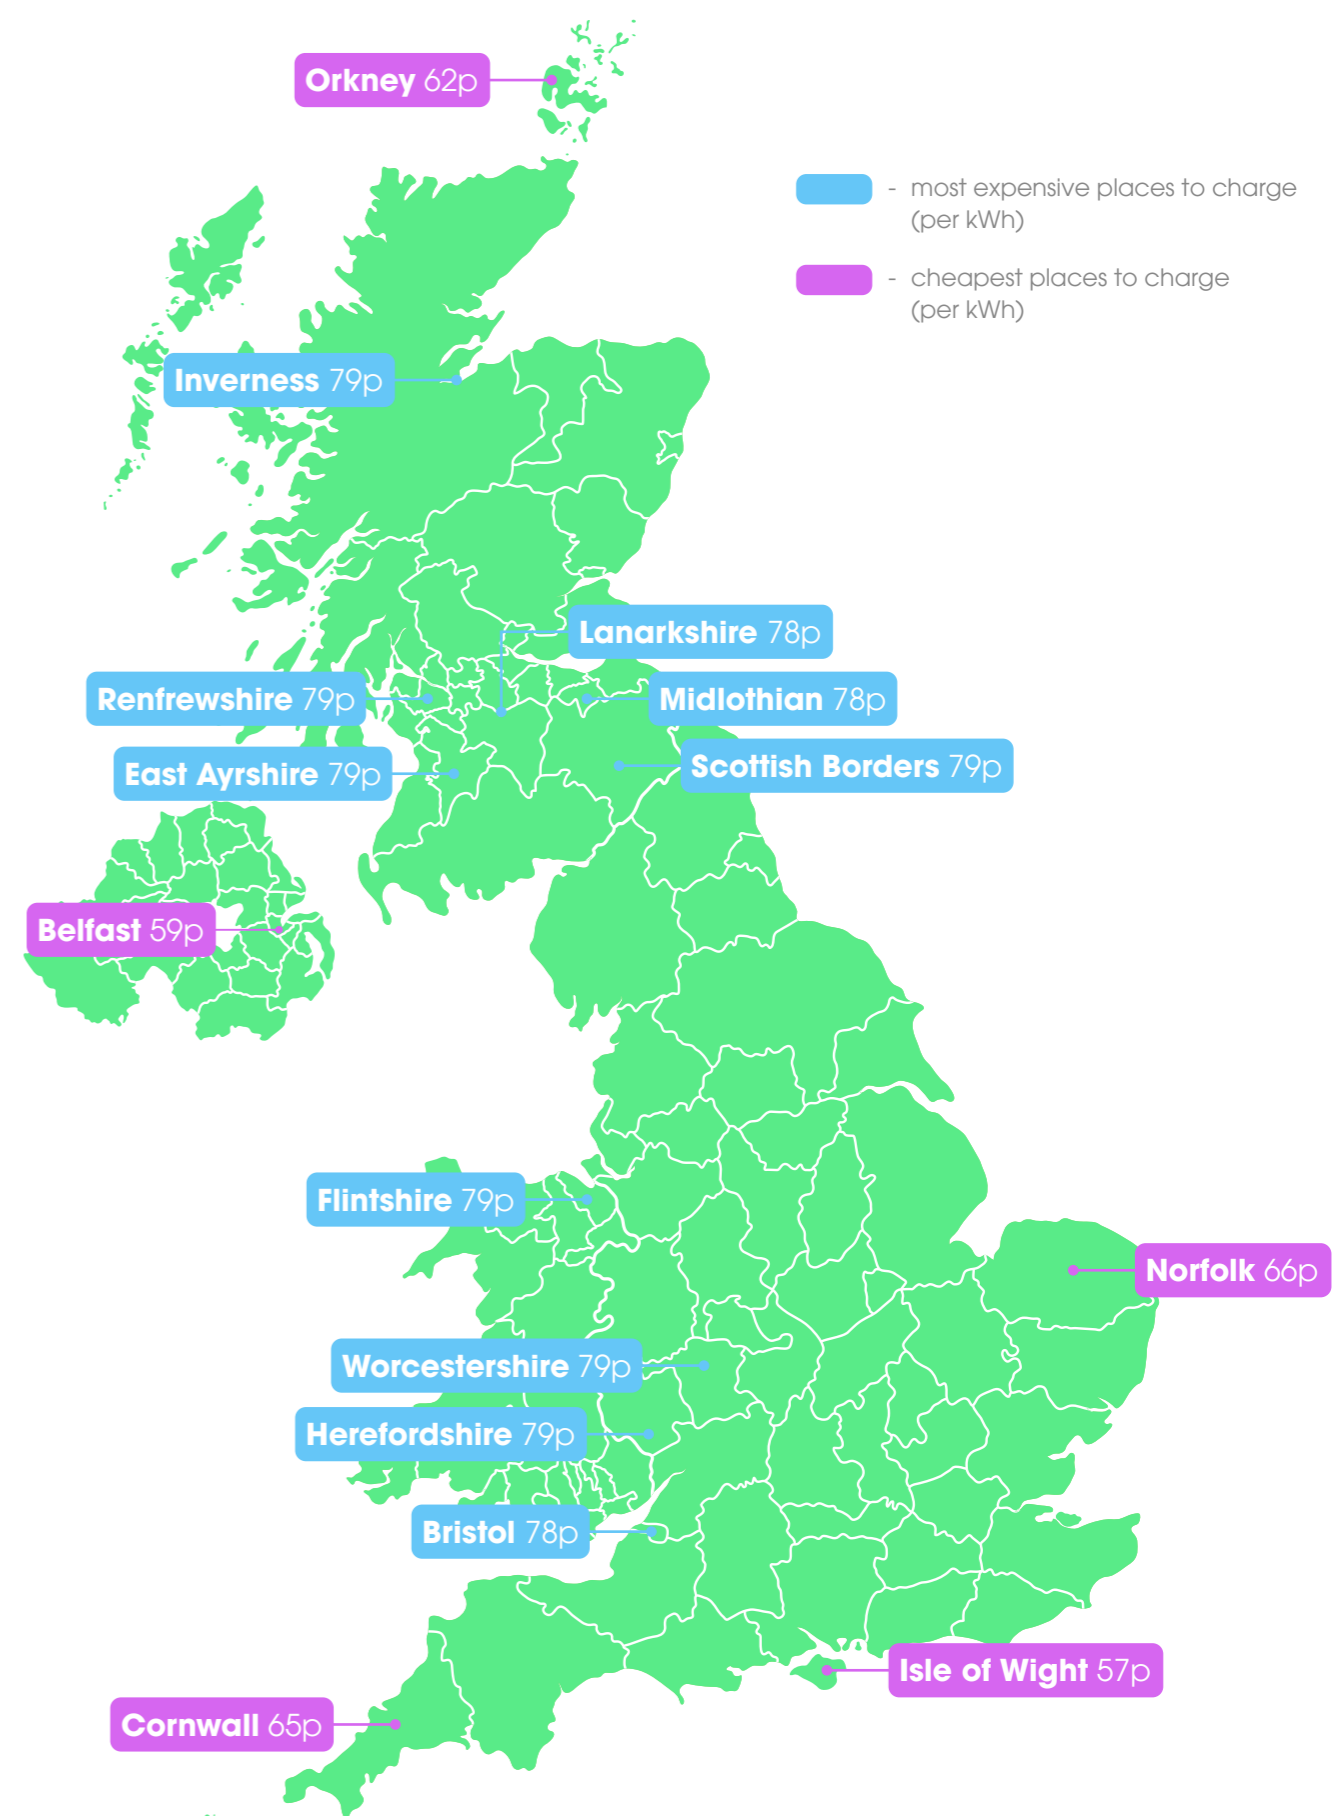 Orkney 62p
- most expensive places to charge
(per kWh)
- cheapest places to charge
(per kWh)
Inverness 79p
Lanarkshire 78p
Renfrewshire 79p
Midlothian 78p
East Ayrshire 79p
Scottish Borders 79p
Belfast 59p
Flintshire 79p
Norfolk 66p
Worcestershire 79p
Herefordshire 79p
Bristol 78p
Isle of Wight 57p
Cornwall 65p